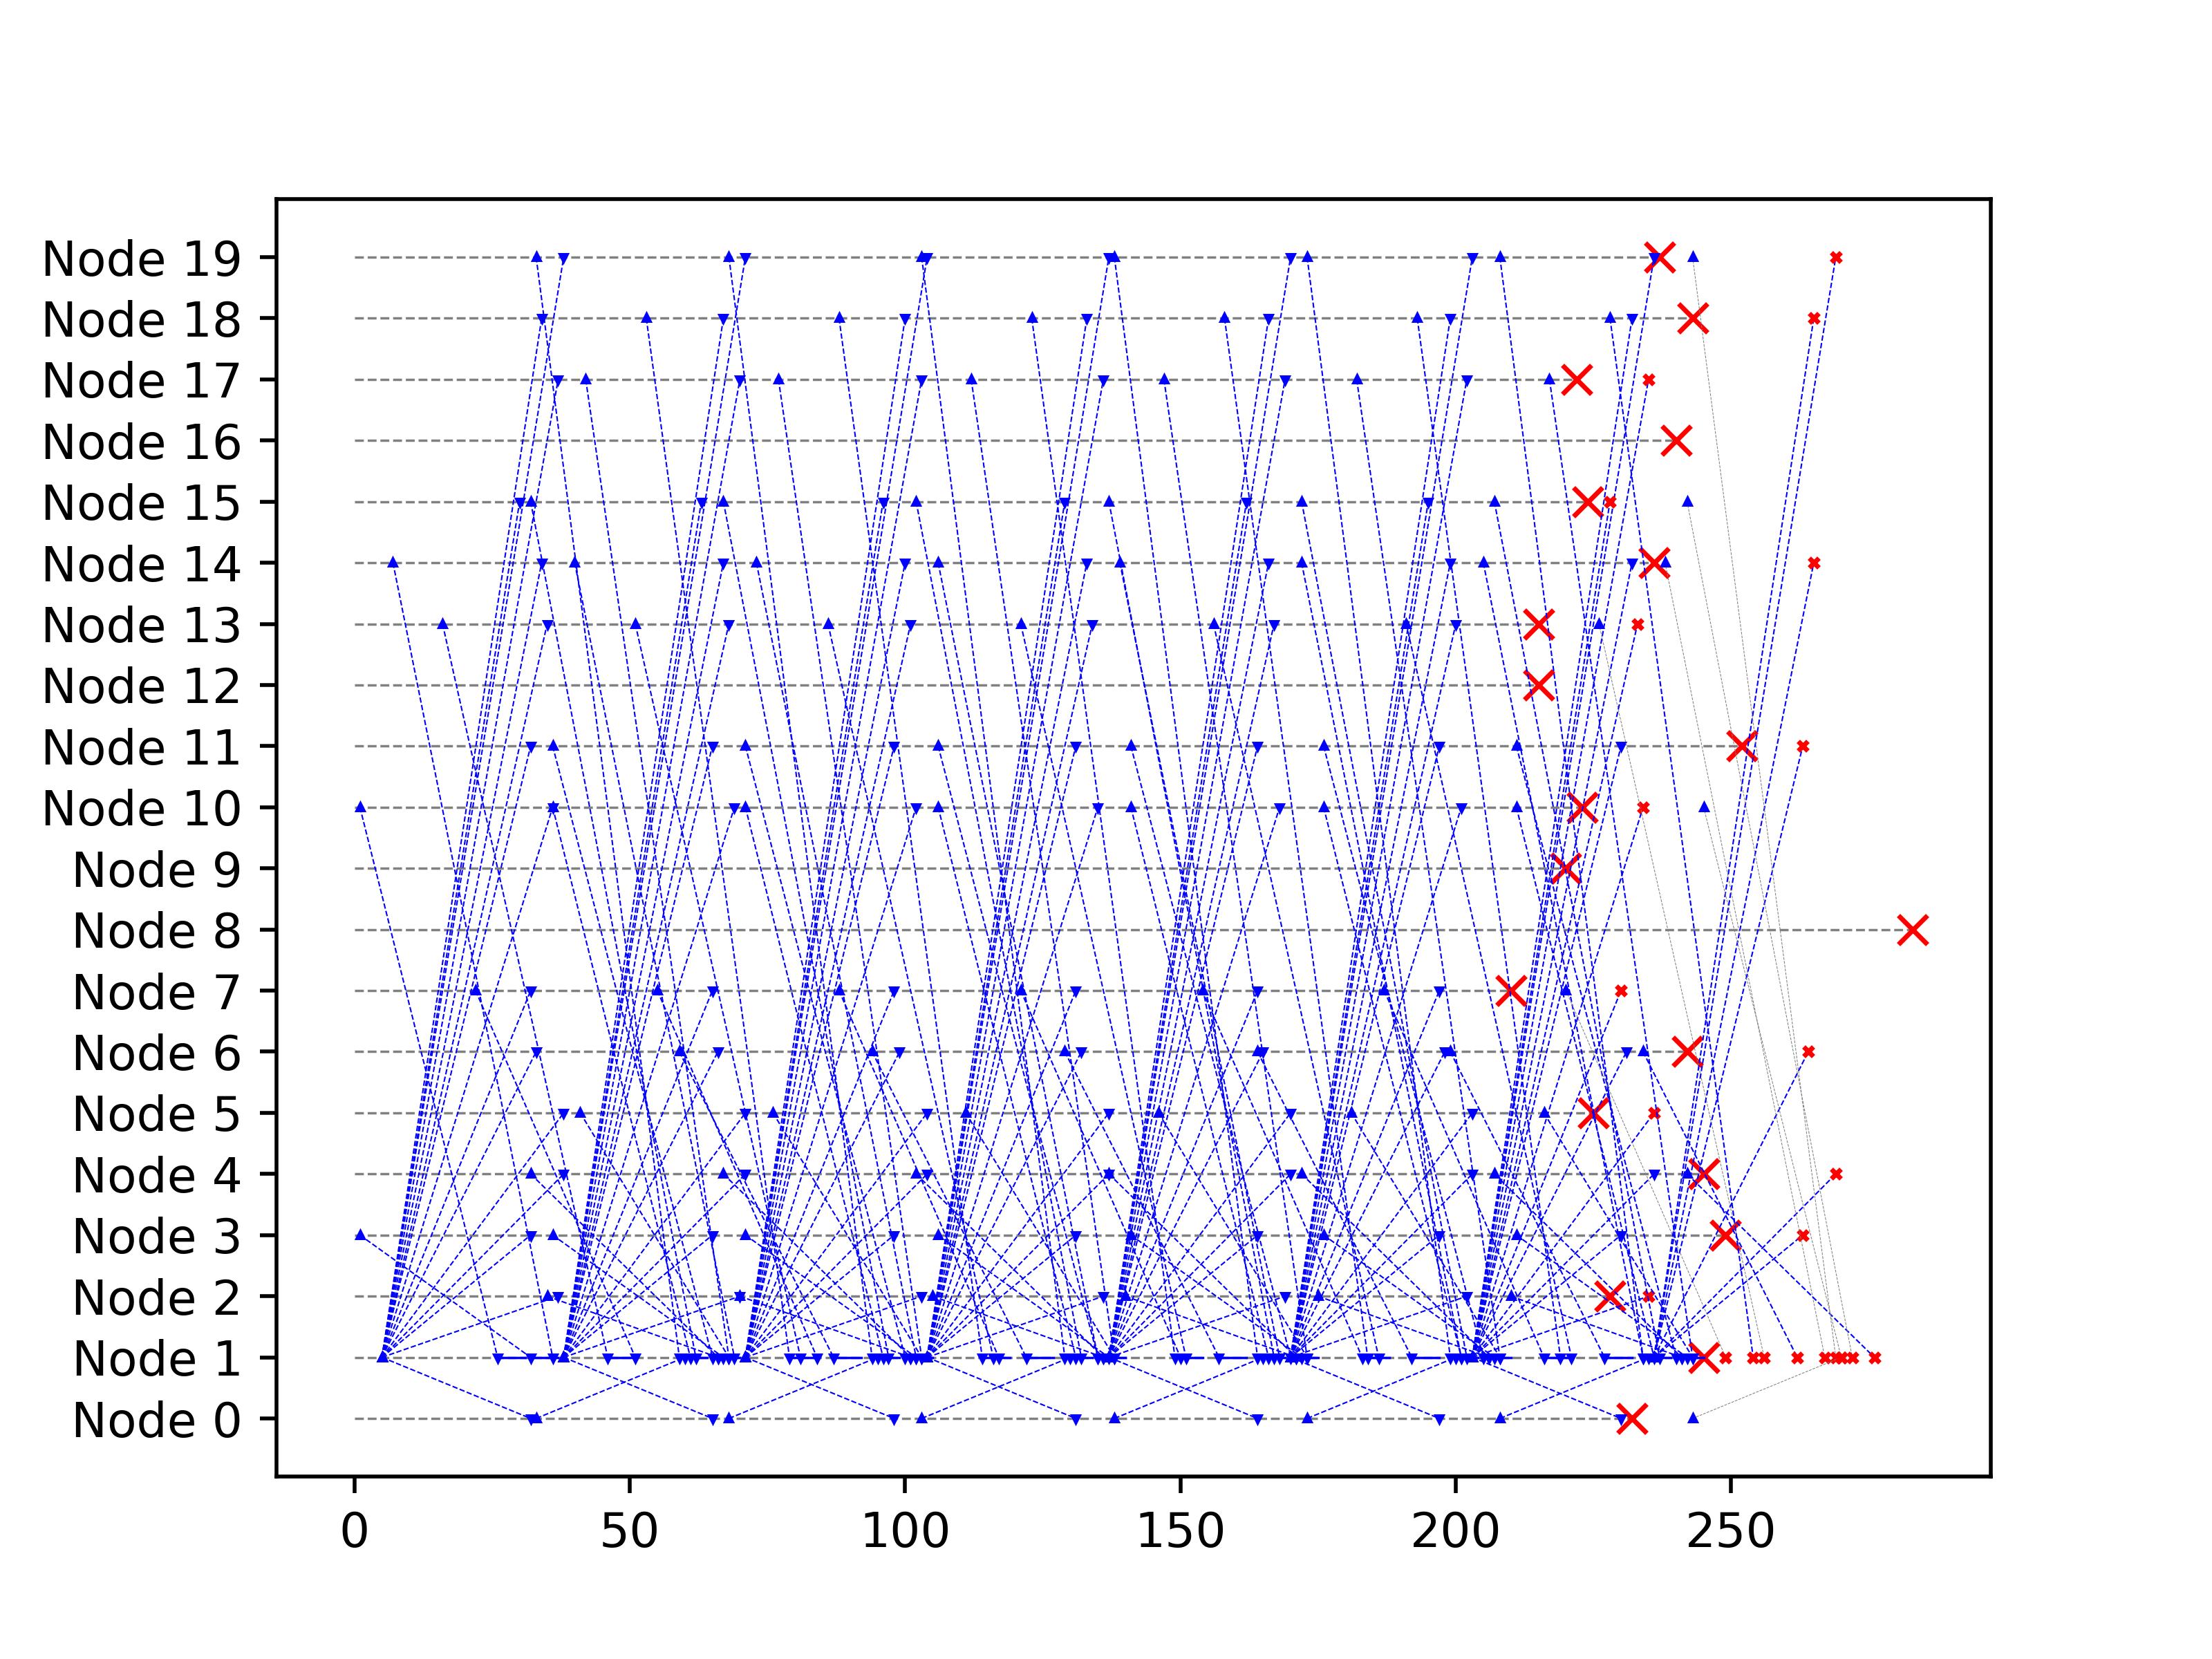 Node 19
Node 18
Node 17
Node 16
Node 15
Node 14
Node 13
Node 12
Node 11
Node 10
Node 9
Node 8
Node 7
Node 6
Node 5
Node 4
Node 3
Node 2
Node 1
Node 0
0 50 100 150 200 250